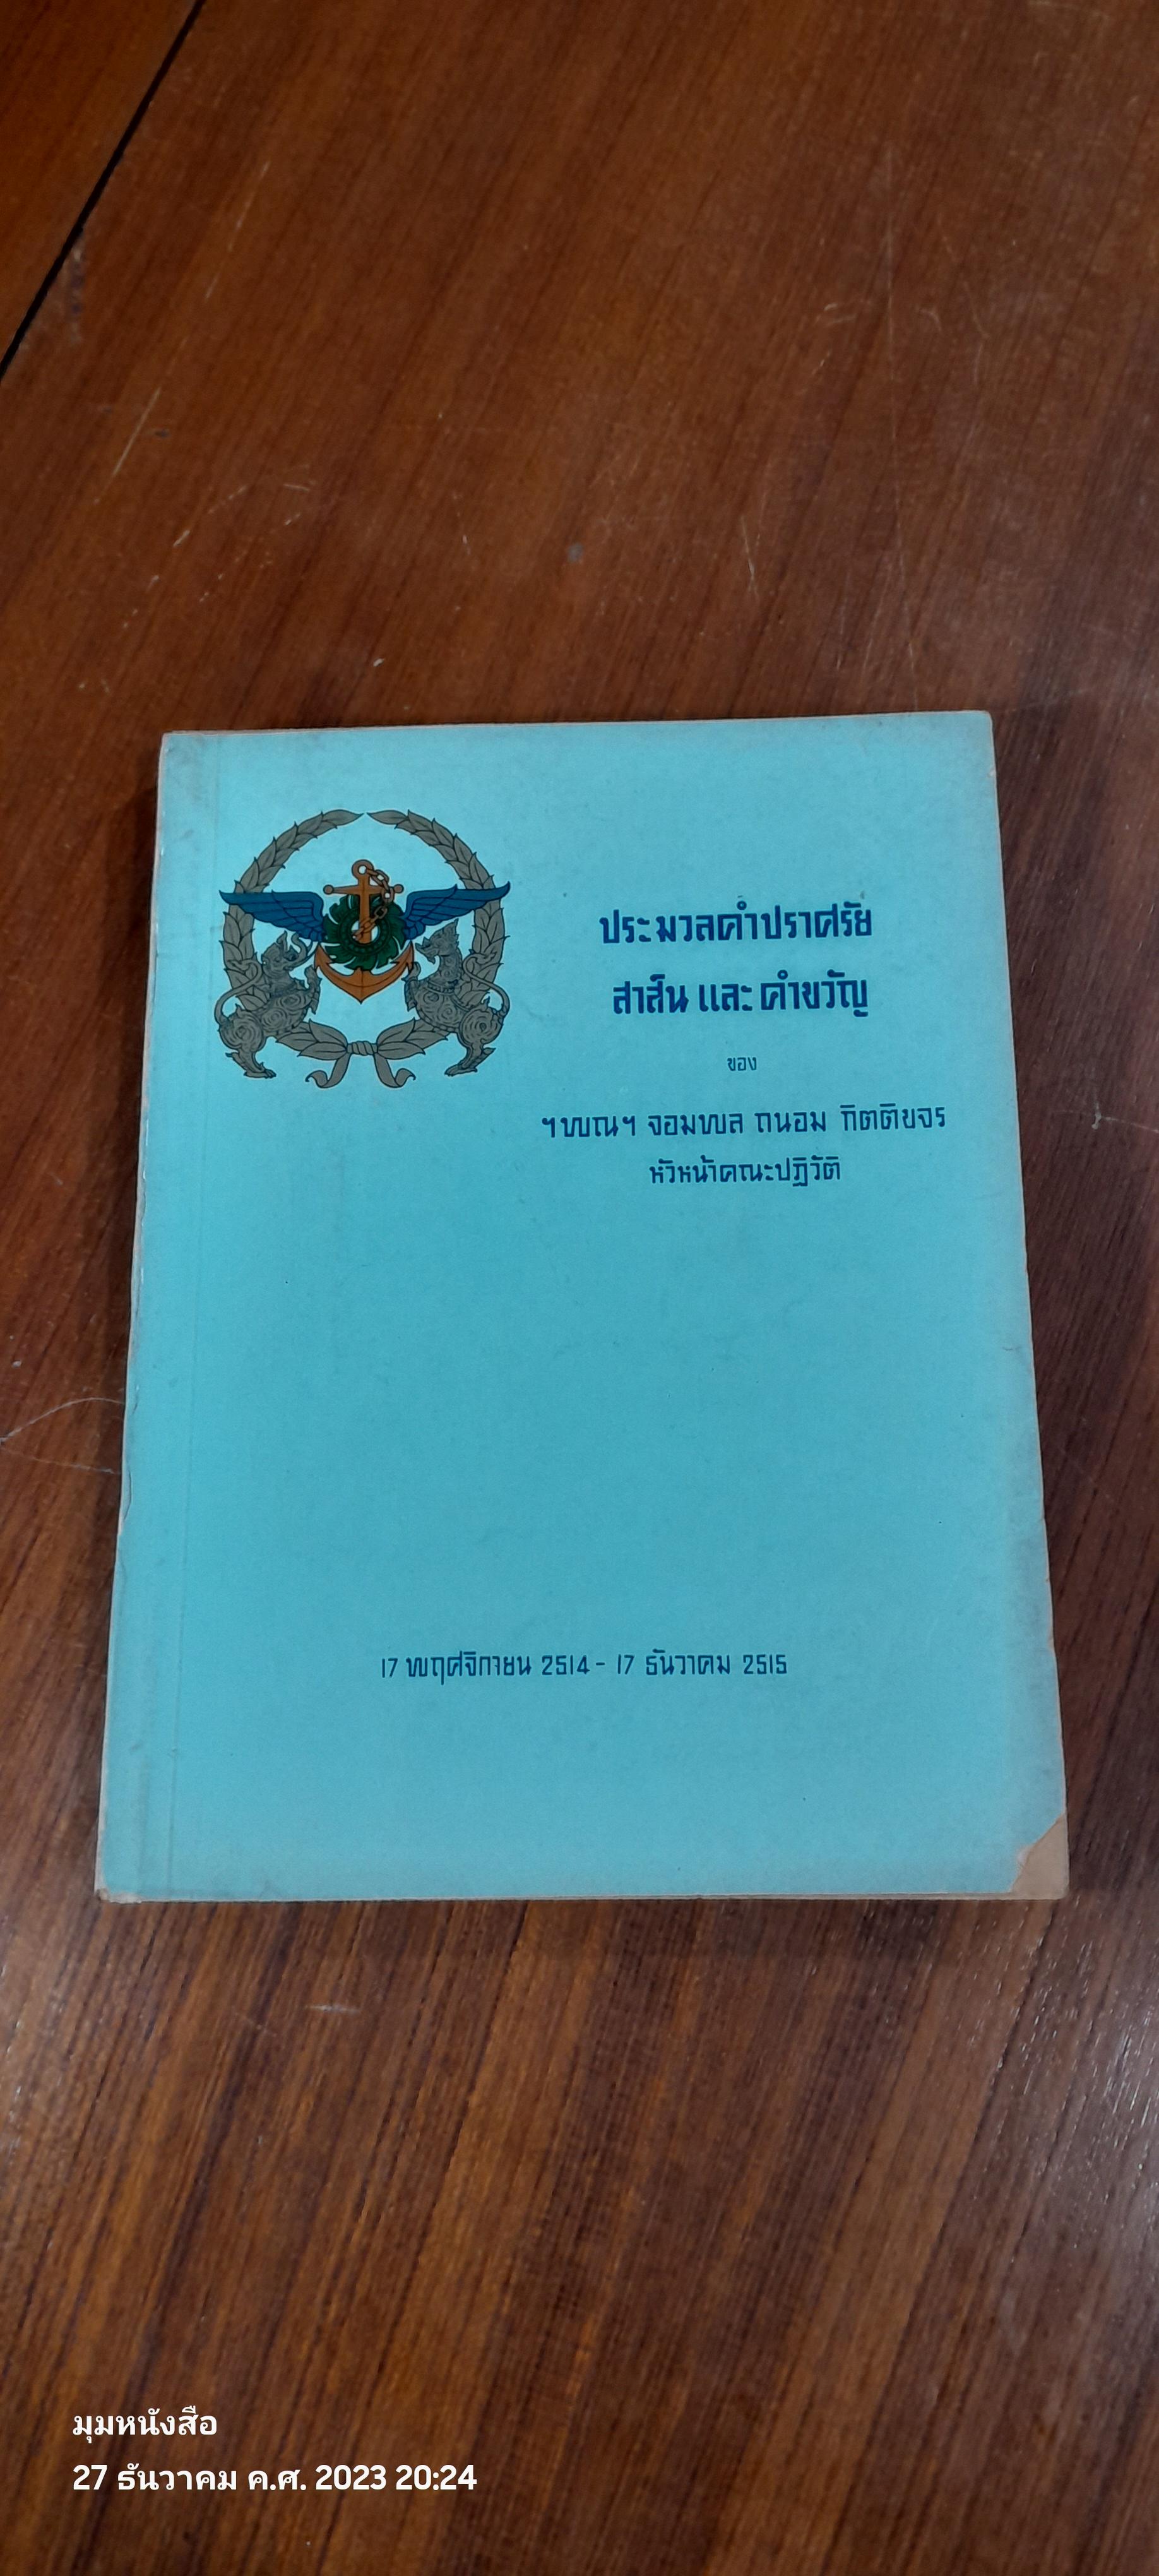 ประมวลคำปราศรัย
สาส์น และ คำขวัญ
ของ
ฯพณฯ จอมพล ถนอม กิตติขจร
หัวหน้าคณะปฏิวัติ
17 พฤศจิกายน 2514 - 17 ธันวาคม 2515
มุมหนังสือ
27 ธันวาคม ค.ศ. 2023 20:24